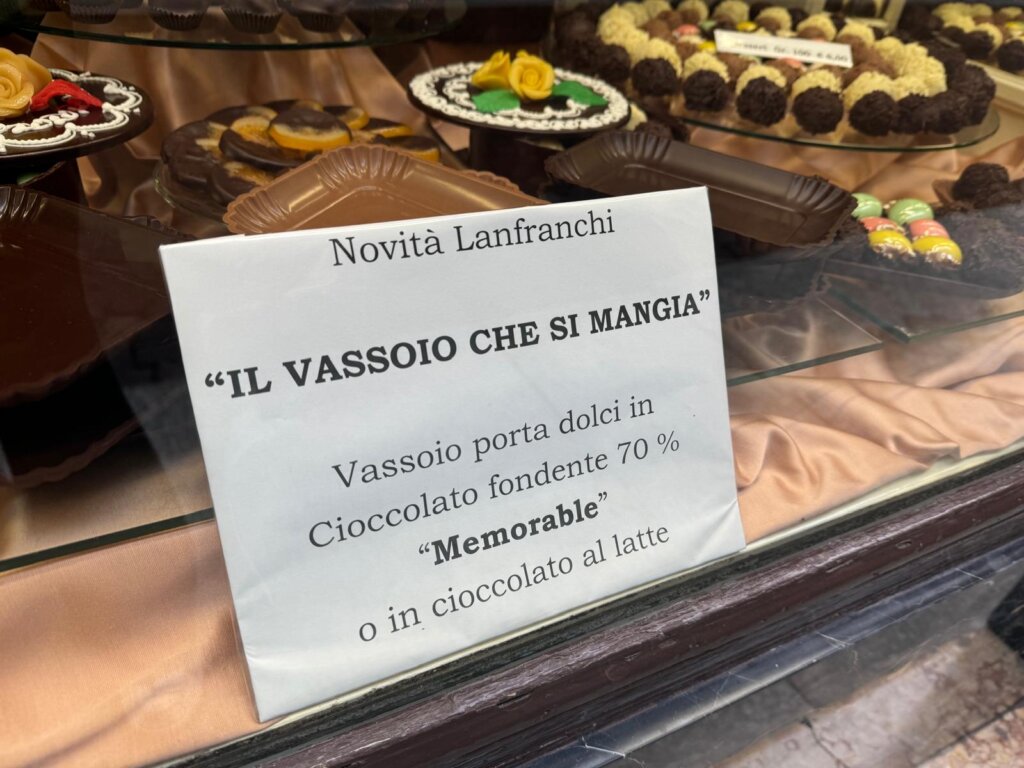 Novità Lanfranchi
“IL VASSOIO CHE SI MANGIA”
Vassoio porta dolci in
Cioccolato fondente 70 %
“Memorable”
o in cioccolato al latte